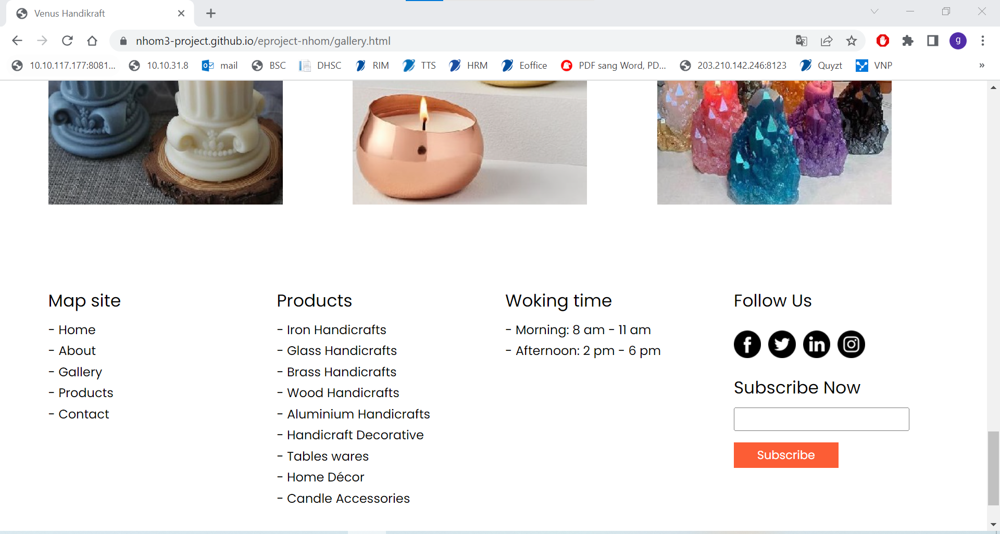 Venus Handikraft
nhom3-project.github.io/eproject-nhom/gallery.html
g
10.10.117.177:8081... 10.10.31.8 mail BSC DHSC RIM TTS HRM Eoffice PDF sang Word, PD... 203.210.142.246:8123 Quyzt VNP »
Map site
- Home
- About
- Gallery
- Products
- Contact
Products
- Iron Handicrafts
- Glass Handicrafts
- Brass Handicrafts
- Wood Handicrafts
- Aluminium Handicrafts
- Handicraft Decorative
- Tables wares
- Home Décor
- Candle Accessories
Woking time
- Morning: 8 am - 11 am
- Afternoon: 2 pm - 6 pm
Follow Us
Subscribe Now
Subscribe